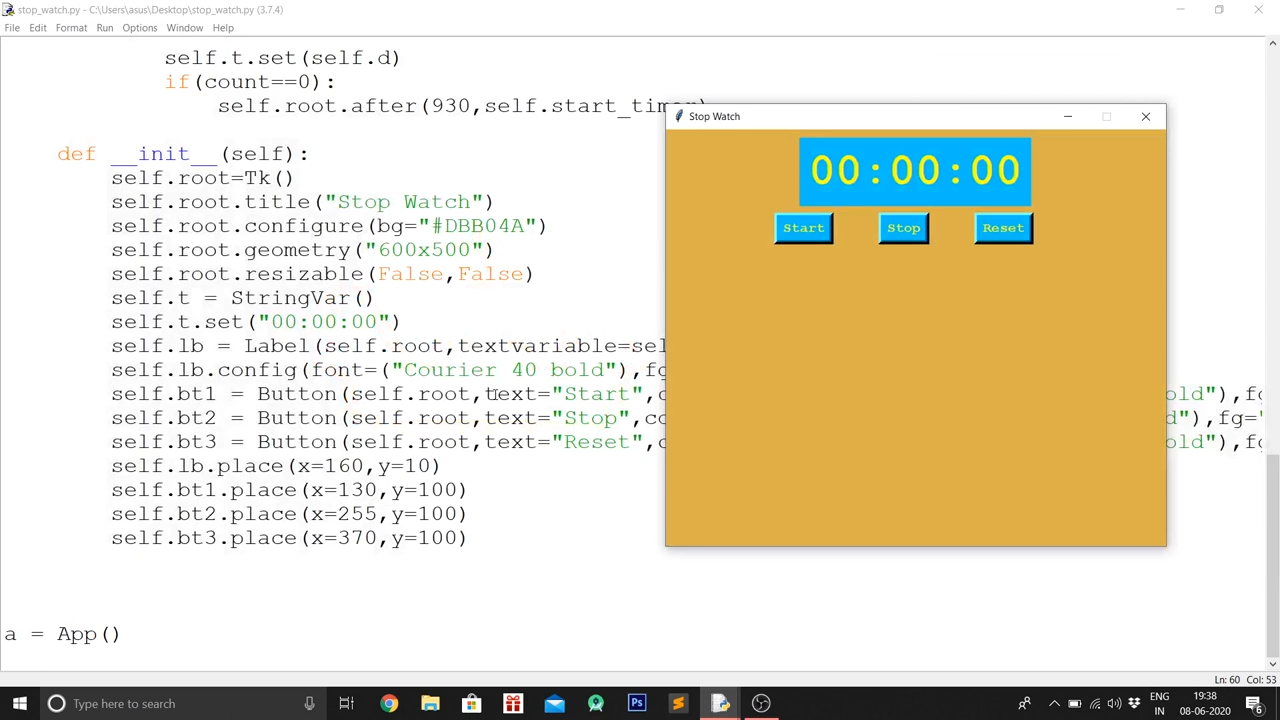 stop_watch.py - C:\Users\asus\Desktop\stop_watch.py (3.7.4)
File Edit Format Run Options Window Help
self.t.set(self.d)
if(count==0):
self.root.after(930,self.start_timer)
def __init__(self):
self.root=Tk()
self.root.title("Stop Watch")
self.root.configure(bg="#DBB04A")
self.root.geometry("600x500")
self.root.resizable(False,False)
self.t = StringVar()
self.t.set("00:00:00")
self.lb = Label(self.root,textvariable=sel
self.lb.config(font=("Courier 40 bold"),fg
self.bt1 = Button(self.root,text="Start",c old"),fg
self.bt2 = Button(self.root,text="Stop",co d"),fg="
self.bt3 = Button(self.root,text="Reset",c old"),fg
self.lb.place(x=160,y=10)
self.bt1.place(x=130,y=100)
self.bt2.place(x=255,y=100)
self.bt3.place(x=370,y=100)
a = App()
Stop Watch
00:00:00
Start Stop Reset
Ln: 60 Col: 53
Type here to search
Ps
ENG
IN
19:38
08-06-2020
6